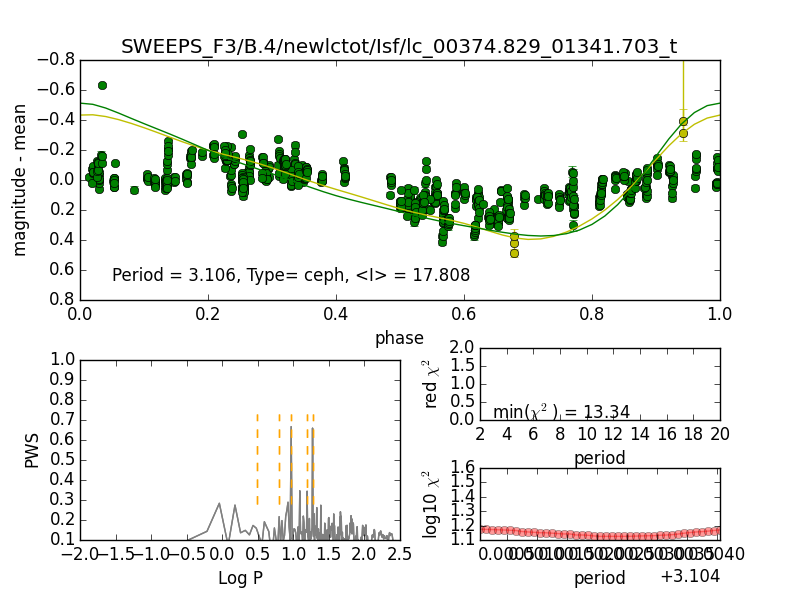 SWEEPS_F3/B.4/newlctot/Isf/lc_00374.829_01341.703_t
magnitude - mean
−0.8
−0.6
−0.4
−0.2
0.0
0.2
0.4
0.6
0.8
Period = 3.106, Type= ceph, <I> = 17.808
0.0 0.2 0.4 0.6 0.8 1.0
phase
PWS
1.0
0.9
0.8
0.7
0.6
0.5
0.4
0.3
0.2
0.1
−2.0 −1.5 −1.0 −0.5 0.0 0.5 1.0 1.5 2.0 2.5
Log P
red χ²
2.0
1.5
1.0
0.5
0.0
min(χ² ) = 13.34
2 4 6 8 10 12 14 16 18 20
period
log10 χ²
1.6
1.5
1.4
1.3
1.2
1.1
period
+3.104